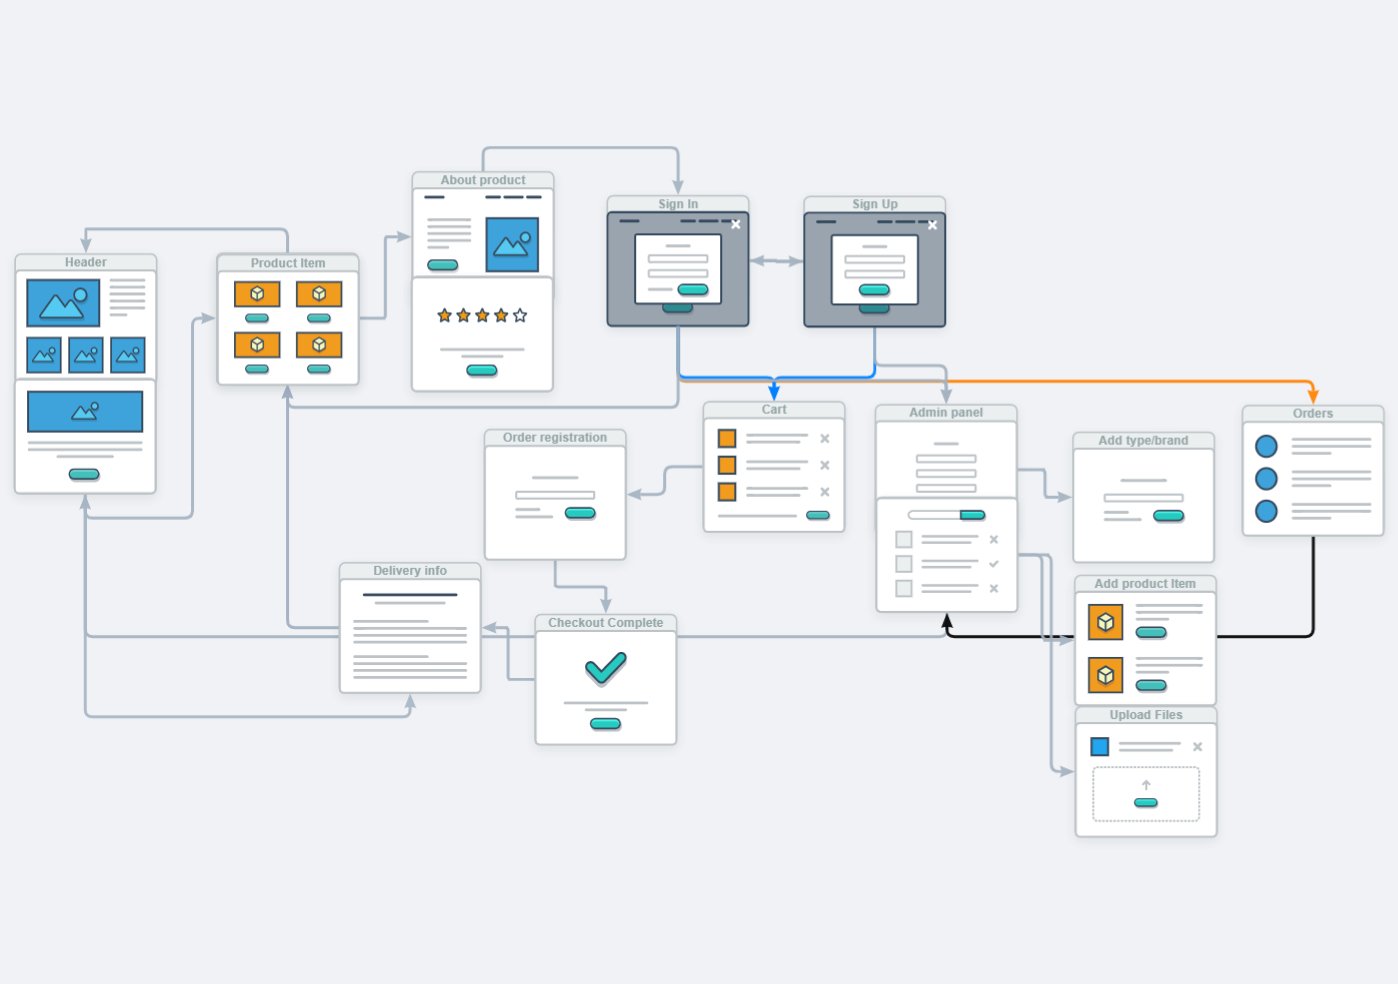 About product
Sign In
Sign Up
Header
Product Item
Cart
Admin panel
Orders
Order registration
Add type/brand
Delivery info
Add product Item
Checkout Complete
Upload Files